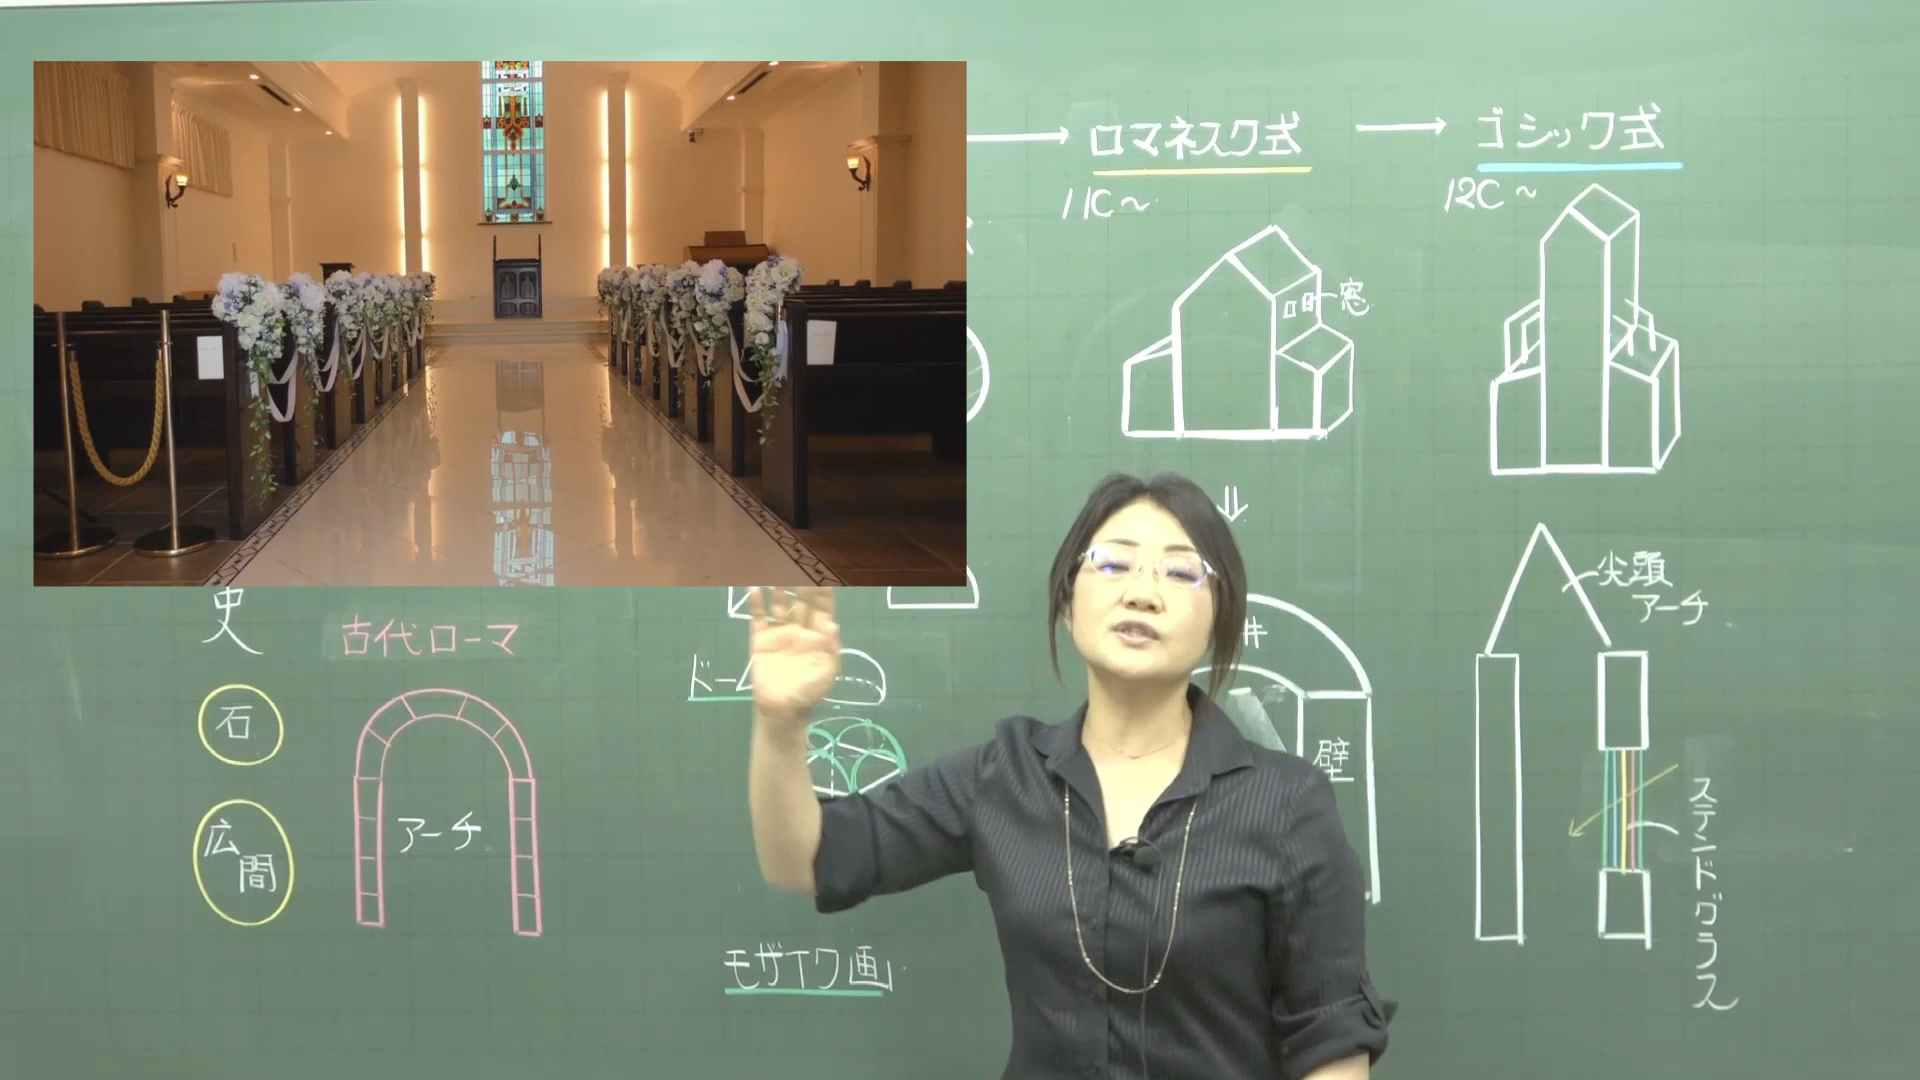 ロマネスク式
ゴシック式
11C~
12C~
窓
尖頭
アーチ
史
古代ローマ
石
広間
アーチ
ドー
井
壁
ステンドグラス
モザイク画